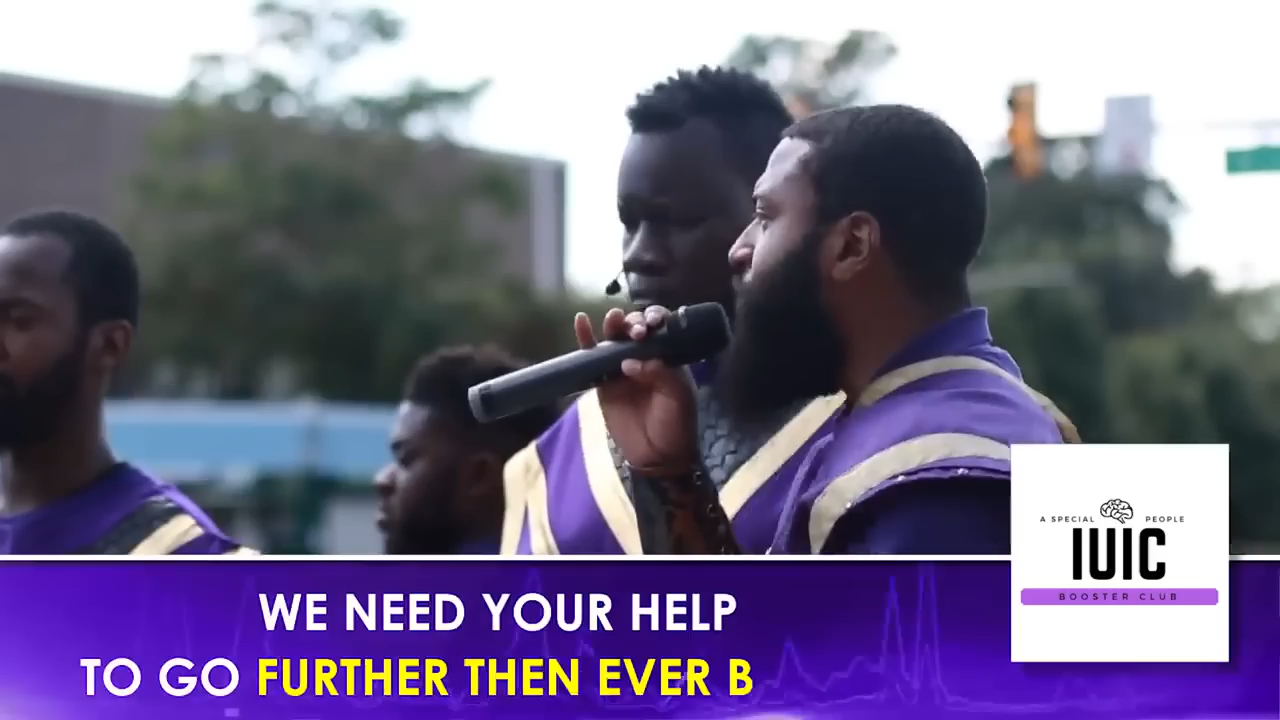 WE NEED YOUR HELP
TO GO FURTHER THEN EVER B
A SPECIAL PEOPLE
IUIC
BOOSTER CLUB